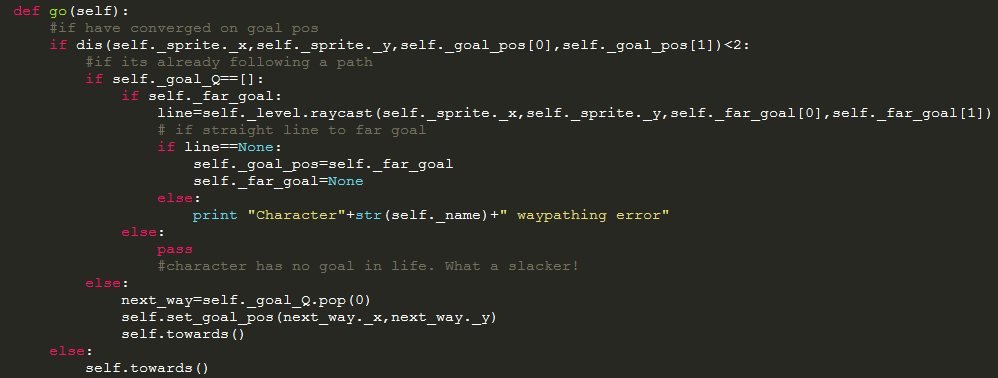 def go(self):
    #if have converged on goal pos
    if dis(self._sprite._x,self._sprite._y,self._goal_pos[0],self._goal_pos[1])<2:
        #if its already following a path
        if self._goal_Q==[]:
            if self._far_goal:
                line=self._level.raycast(self._sprite._x,self._sprite._y,self._far_goal[0],self._far_goal[1])
                # if straight line to far goal
                if line==None:
                    self._goal_pos=self._far_goal
                    self._far_goal=None
                else:
                    print "Character"+str(self._name)+" waypathing error"
            else:
                pass
                #character has no goal in life. What a slacker!
        else:
            next_way=self._goal_Q.pop(0)
            self.set_goal_pos(next_way._x,next_way._y)
            self.towards()
    else:
        self.towards()